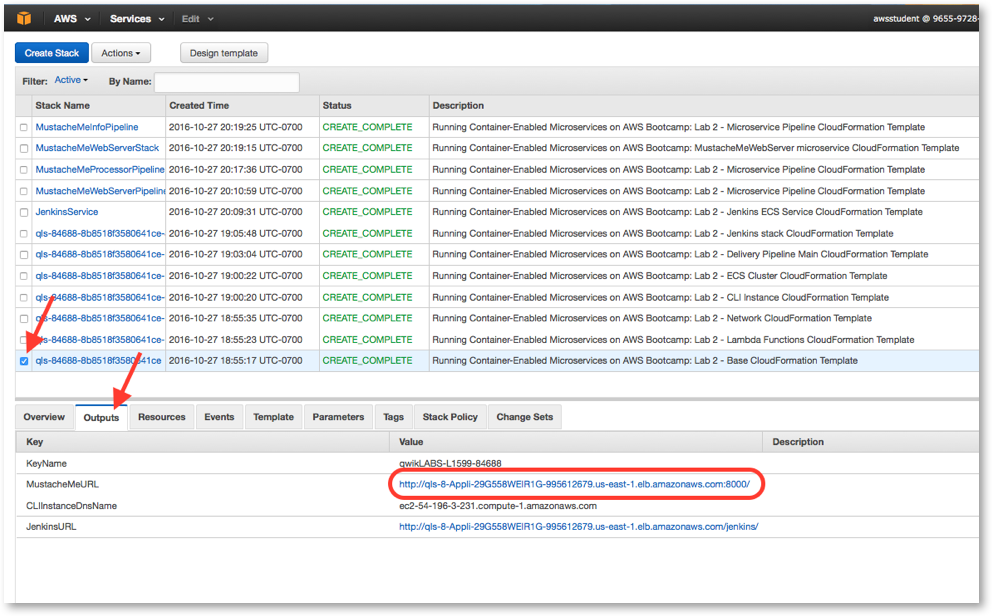 AWS Services Edit awsstudent @ 9655-9728-
Create Stack Actions Design template
Filter: Active By Name:
Stack Name Created Time Status Description
MustacheMeInfoPipeline 2016-10-27 20:19:25 UTC-0700 CREATE_COMPLETE Running Container-Enabled Microservices on AWS Bootcamp: Lab 2 - Microservice Pipeline CloudFormation Template
MustacheMeWebServerStack 2016-10-27 20:19:15 UTC-0700 CREATE_COMPLETE Running Container-Enabled Microservices on AWS Bootcamp: MustacheMeWebServer microservice CloudFormation Template
MustacheMeProcessorPipeline 2016-10-27 20:17:36 UTC-0700 CREATE_COMPLETE Running Container-Enabled Microservices on AWS Bootcamp: Lab 2 - Microservice Pipeline CloudFormation Template
MustacheMeWebServerPipeline 2016-10-27 20:10:59 UTC-0700 CREATE_COMPLETE Running Container-Enabled Microservices on AWS Bootcamp: Lab 2 - Microservice Pipeline CloudFormation Template
JenkinsService 2016-10-27 20:09:31 UTC-0700 CREATE_COMPLETE Running Container-Enabled Microservices on AWS Bootcamp: Lab 2 - Jenkins ECS Service CloudFormation Template
qls-84688-8b8518f3580641ce- 2016-10-27 19:05:48 UTC-0700 CREATE_COMPLETE Running Container-Enabled Microservices on AWS Bootcamp: Lab 2 - Jenkins stack CloudFormation Template
qls-84688-8b8518f3580641ce- 2016-10-27 19:03:04 UTC-0700 CREATE_COMPLETE Running Container-Enabled Microservices on AWS Bootcamp: Lab 2 - Delivery Pipeline Main CloudFormation Template
qls-84688-8b8518f3580641ce- 2016-10-27 19:00:22 UTC-0700 CREATE_COMPLETE Running Container-Enabled Microservices on AWS Bootcamp: Lab 2 - ECS Cluster CloudFormation Template
qls-84688-8b8518f3580641ce- 2016-10-27 19:00:20 UTC-0700 CREATE_COMPLETE Running Container-Enabled Microservices on AWS Bootcamp: Lab 2 - CLI Instance CloudFormation Template
qls-84688-8b8518f3580641ce- 2016-10-27 18:55:35 UTC-0700 CREATE_COMPLETE Running Container-Enabled Microservices on AWS Bootcamp: Lab 2 - Network CloudFormation Template
qls-84688-8b8518f3580641ce- 2016-10-27 18:55:23 UTC-0700 CREATE_COMPLETE Running Container-Enabled Microservices on AWS Bootcamp: Lab 2 - Lambda Functions CloudFormation Template
qls-84688-8b8518f3580641ce 2016-10-27 18:55:17 UTC-0700 CREATE_COMPLETE Running Container-Enabled Microservices on AWS Bootcamp: Lab 2 - Base CloudFormation Template
Overview Outputs Resources Events Template Parameters Tags Stack Policy Change Sets
Key Value Description
KeyName qwikLABS-L1599-84688
MustacheMeURL http://qls-8-Appli-29G558WEIR1G-995612679.us-east-1.elb.amazonaws.com:8000/
CLIInstanceDnsName ec2-54-196-3-231.compute-1.amazonaws.com
JenkinsURL http://qls-8-Appli-29G558WEIR1G-995612679.us-east-1.elb.amazonaws.com/jenkins/